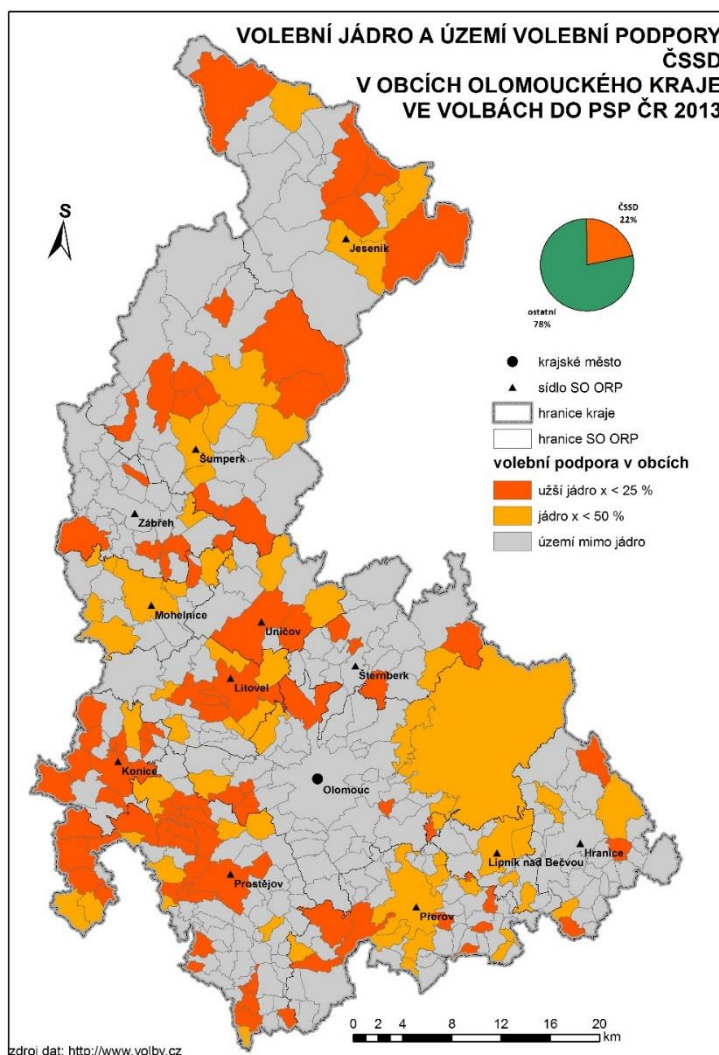 VOLEBNÍ JÁDRO A ÚZEMÍ VOLEBNÍ PODPORY
ČSSD
V OBCÍCH OLOMOUCKÉHO KRAJE
VE VOLBÁCH DO PSP ČR 2013
S
ČSSD
22%
ostatní
78%
krajské město
sídlo SO ORP
hranice kraje
hranice SO ORP
volební podpora v obcích
užší jádro x < 25 %
jádro x < 50 %
území mimo jádro
Jeseník
Šumperk
Zábřeh
Mohelnice
Uničov
Šternberk
Litovel
Konice
Olomouc
Hranice
Lipník nad Bečvou
Prostějov
Přerov
0 2 4 8 12 16 20
km
zdroj dat: http://www.volby.cz